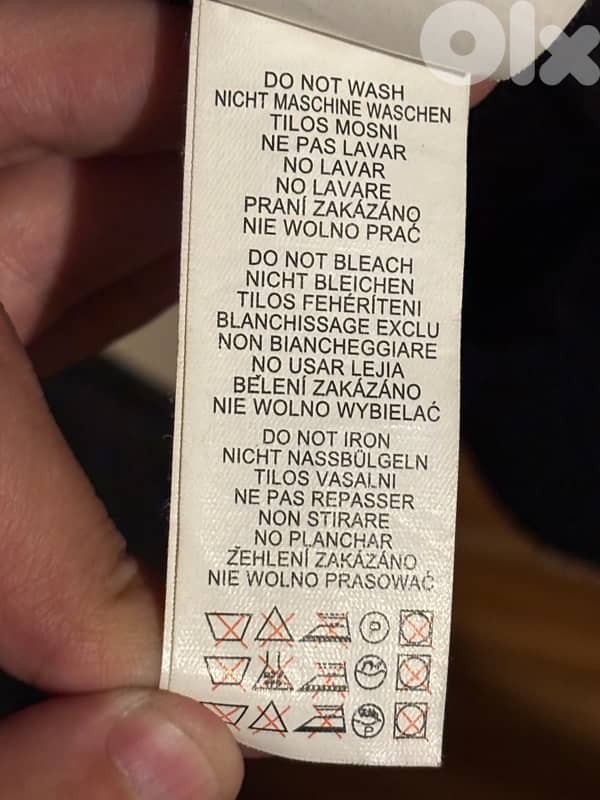 olx
DO NOT WASH
NICHT MASCHINE WASCHEN
TILOS MOSNI
NE PAS LAVAR
NO LAVAR
NO LAVARE
PRANÍ ZAKÁZÁNO
NIE WOLNO PRAĆ
DO NOT BLEACH
NICHT BLEICHEN
TILOS FEHÉRÍTENI
BLANCHISSAGE EXCLU
NON BIANCHEGGIARE
NO USAR LEJIA
BĚLENÍ ZAKÁZÁNO
NIE WOLNO WYBIELAĆ
DO NOT IRON
NICHT NASSBÜLGELN
TILOS VASALNI
NE PAS REPASSER
NON STIRARE
NO PLANCHAR
ŽEHLENÍ ZAKÁZÁNO
NIE WOLNO PRASOWAĆ
P
P